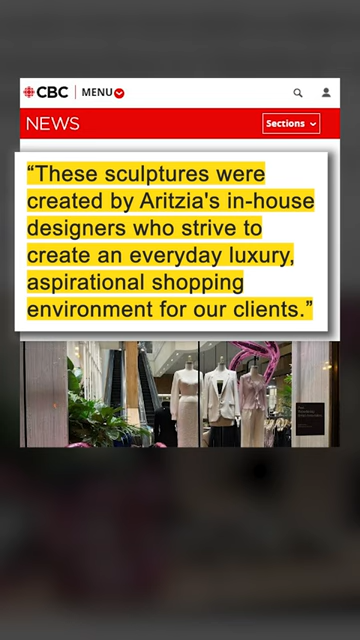 CBC MENU
NEWS Sections
“These sculptures were
created by Aritzia's in-house
designers who strive to
create an everyday luxury,
aspirational shopping
environment for our clients.”